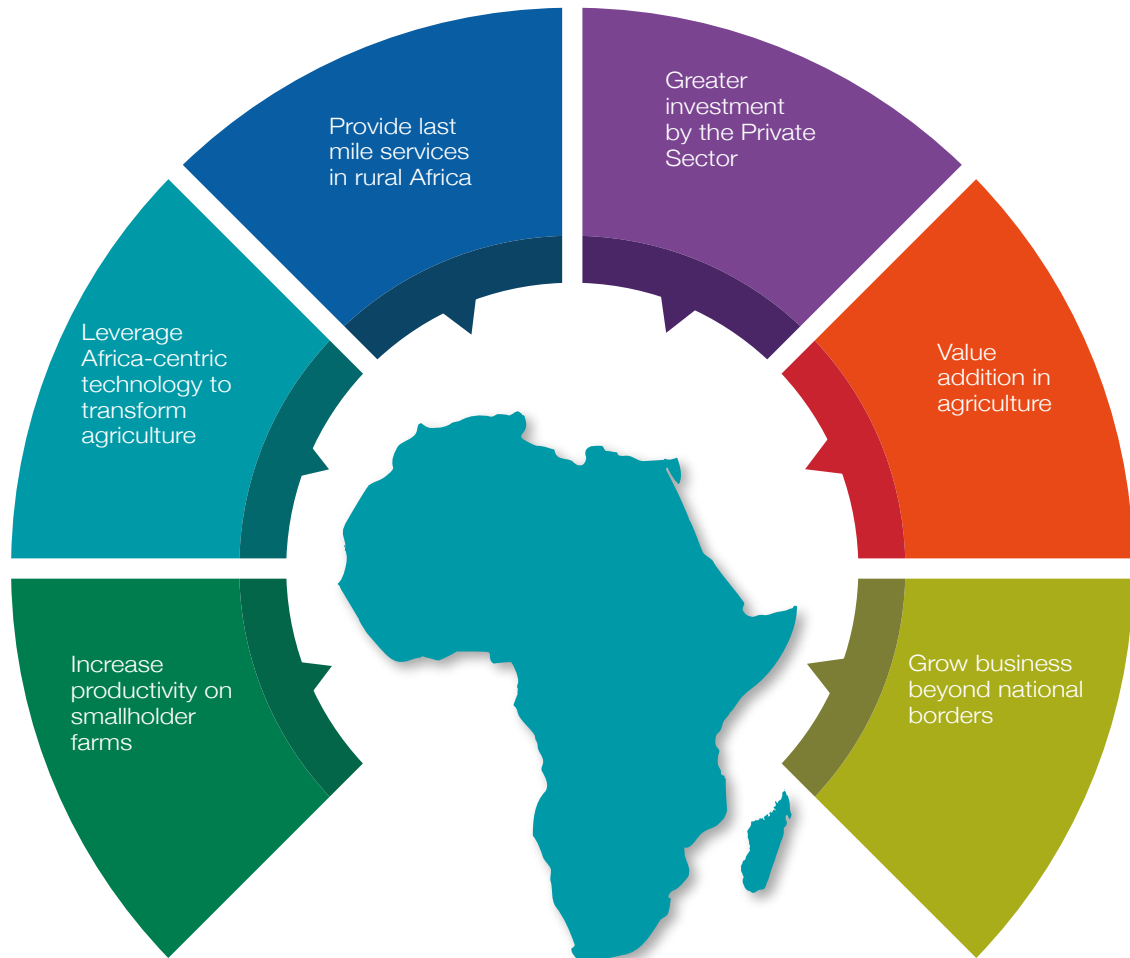 Greater
investment
by the Private
Sector
Provide last
mile services
in rural Africa
Leverage
Africa-centric
technology to
transform
agriculture
Value
addition in
agriculture
Increase
productivity on
smallholder
farms
Grow business
beyond national
borders